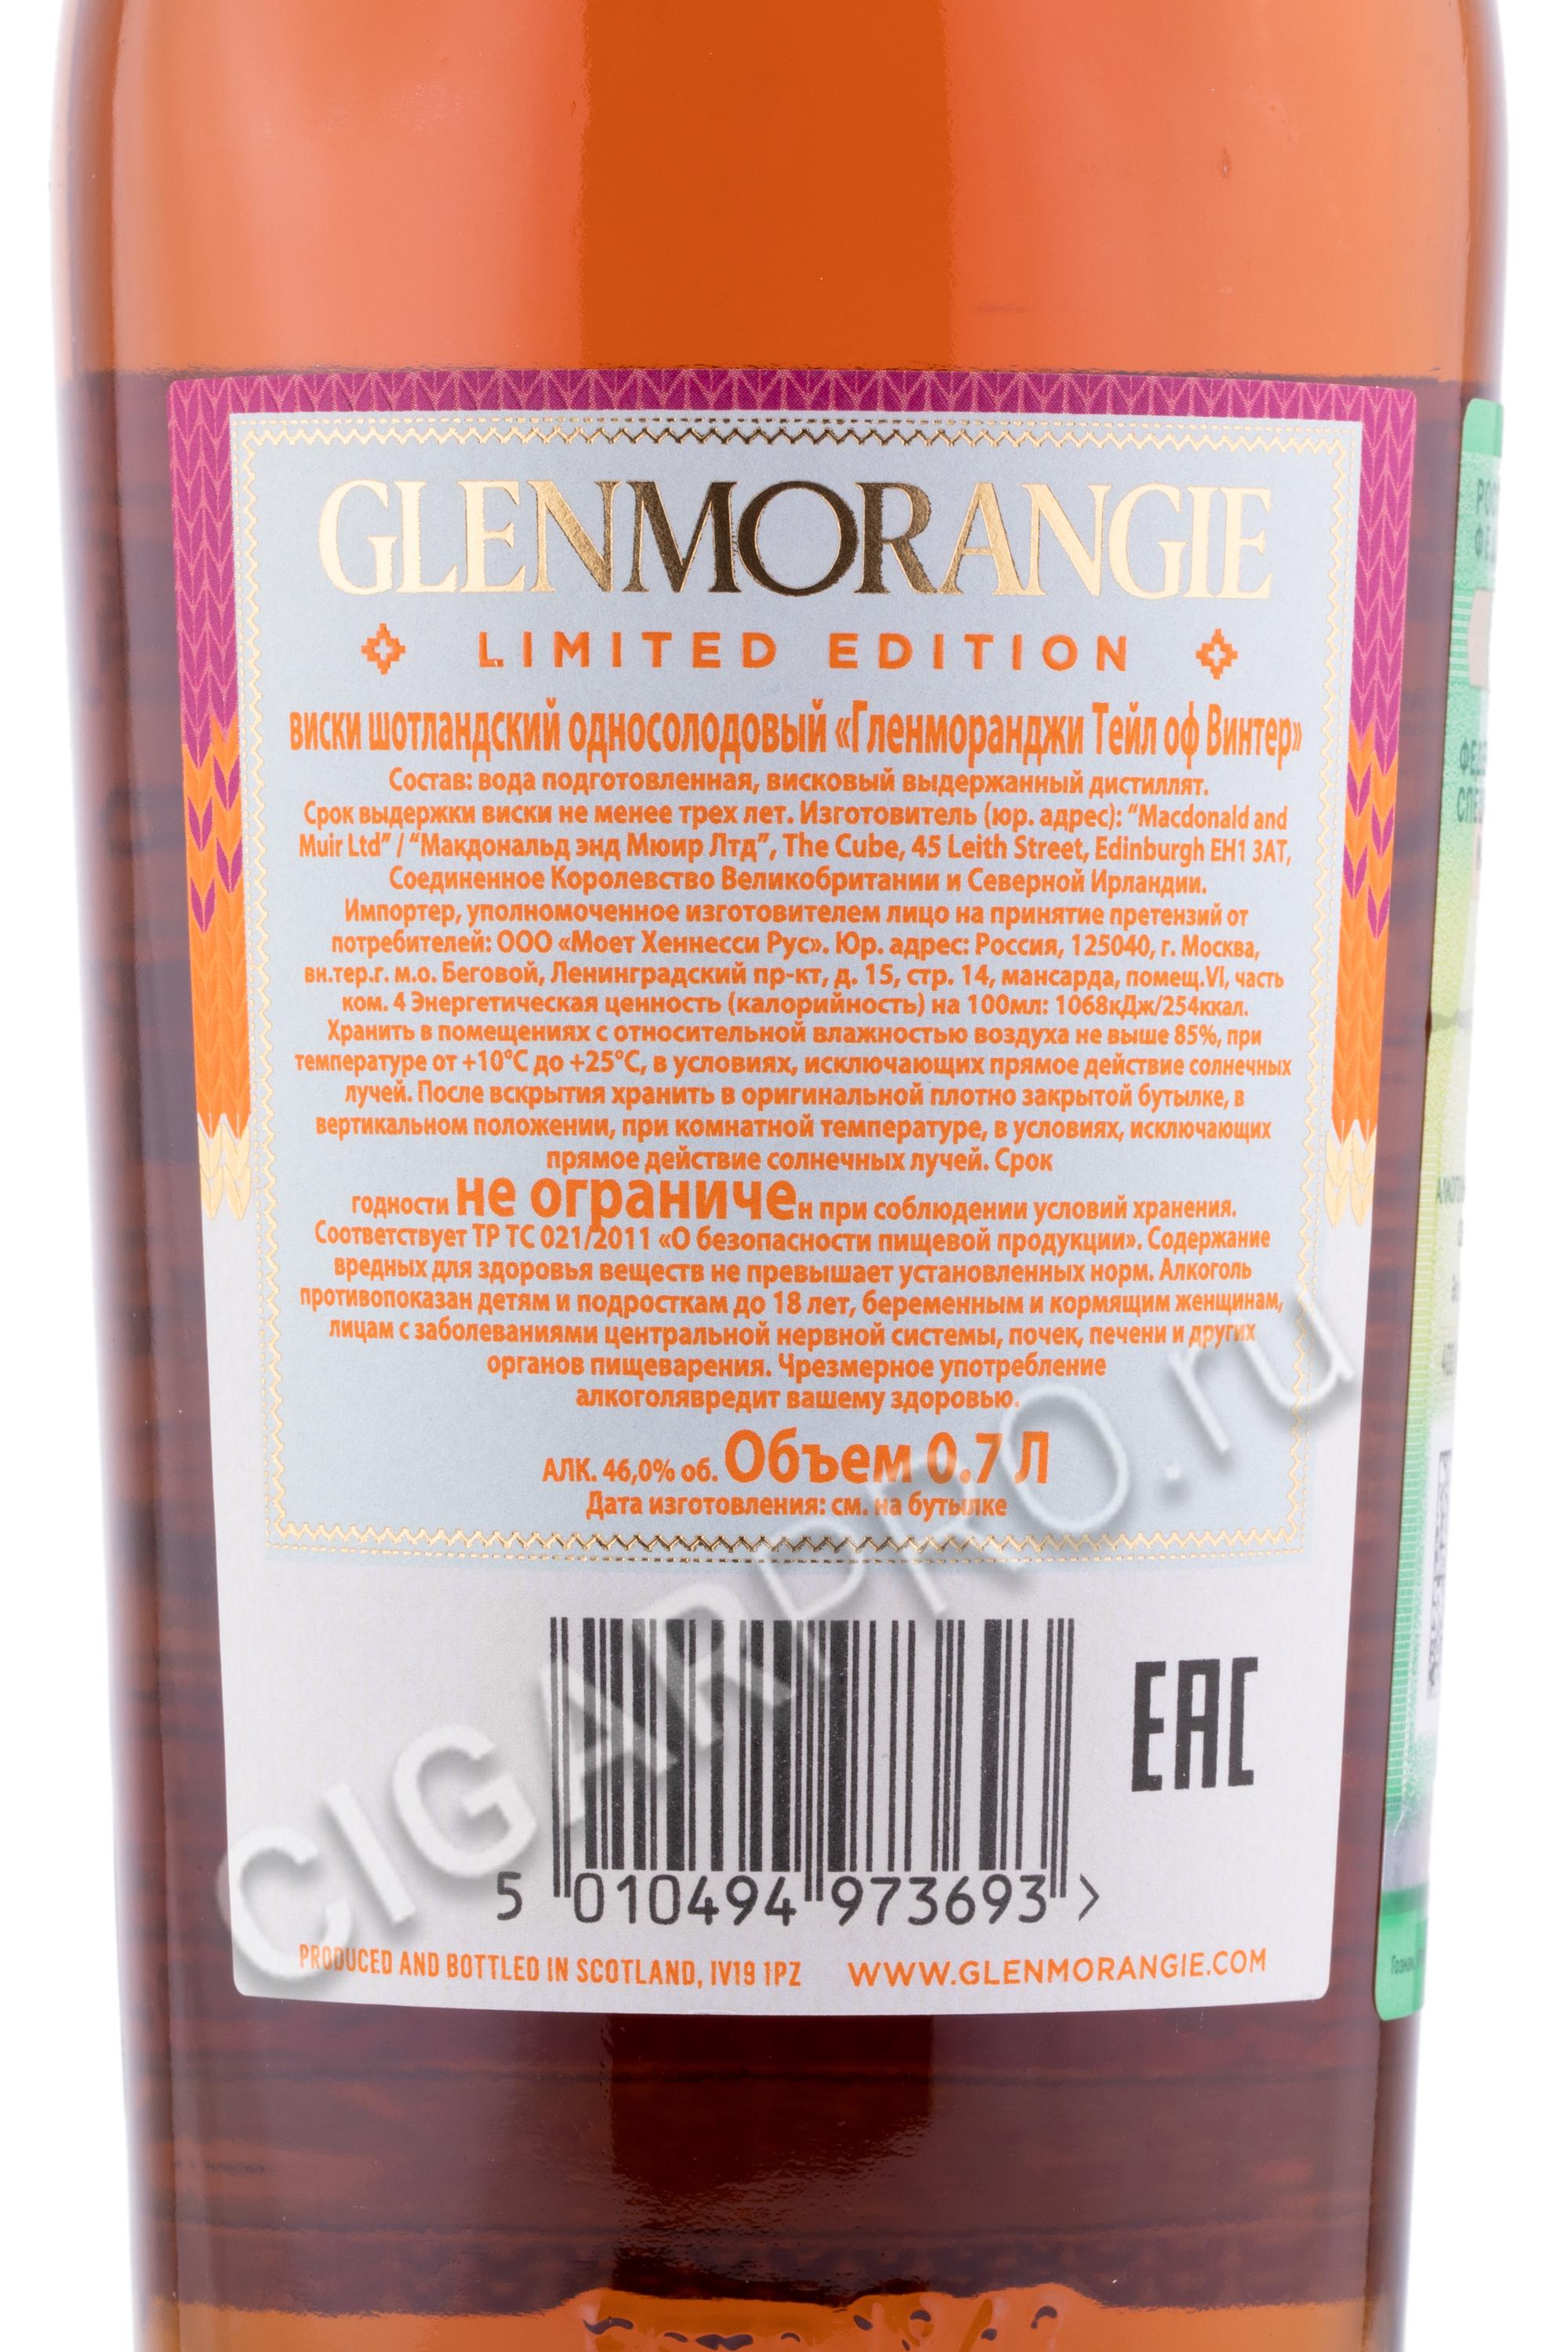 GLENMORANGIE
LIMITED EDITION
виски шотландский односолодовый «Гленморанджи Тейл оф Винтер»
Состав: вода подготовленная, висковый выдержанный дистиллят.
Срок выдержки виски не менее трех лет. Изготовитель (юр. адрес): “Macdonald and
Muir Ltd” / “Макдональд энд Мюир Лтд”, The Cube, 45 Leith Street, Edinburgh EH1 3AT,
Соединенное Королевство Великобритании и Северной Ирландии.
Импортер, уполномоченное изготовителем лицо на принятие претензий от
потребителей: ООО «Моет Хеннесси Рус». Юр. адрес: Россия, 125040, г. Москва,
вн.тер.г. м.о. Беговой, Ленинградский пр-кт, д. 15, стр. 14, мансарда, помещ.VI, часть
ком. 4 Энергетическая ценность (калорийность) на 100мл: 1068кДж/254ккал.
Хранить в помещениях с относительной влажностью воздуха не выше 85%, при
температуре от +10°C до +25°C, в условиях, исключающих прямое действие солнечных
лучей. После вскрытия хранить в оригинальной плотно закрытой бутылке, в
вертикальном положении, при комнатной температуре, в условиях, исключающих
прямое действие солнечных лучей. Срок
годности не ограничен при соблюдении условий хранения.
Соответствует ТР ТС 021/2011 «О безопасности пищевой продукции». Содержание
вредных для здоровья веществ не превышает установленных норм. Алкоголь
противопоказан детям и подросткам до 18 лет, беременным и кормящим женщинам,
лицам с заболеваниями центральной нервной системы, почек, печени и других
органов пищеварения. Чрезмерное употребление
алкоголявредит вашему здоровью.
АЛК. 46,0% об. Объем 0.7 Л
Дата изготовления: см. на бутылке
CIGARPRO.ru
EAC
5 010494 973693 >
PRODUCED AND BOTTLED IN SCOTLAND, IV19 1PZ WWW.GLENMORANGIE.COM